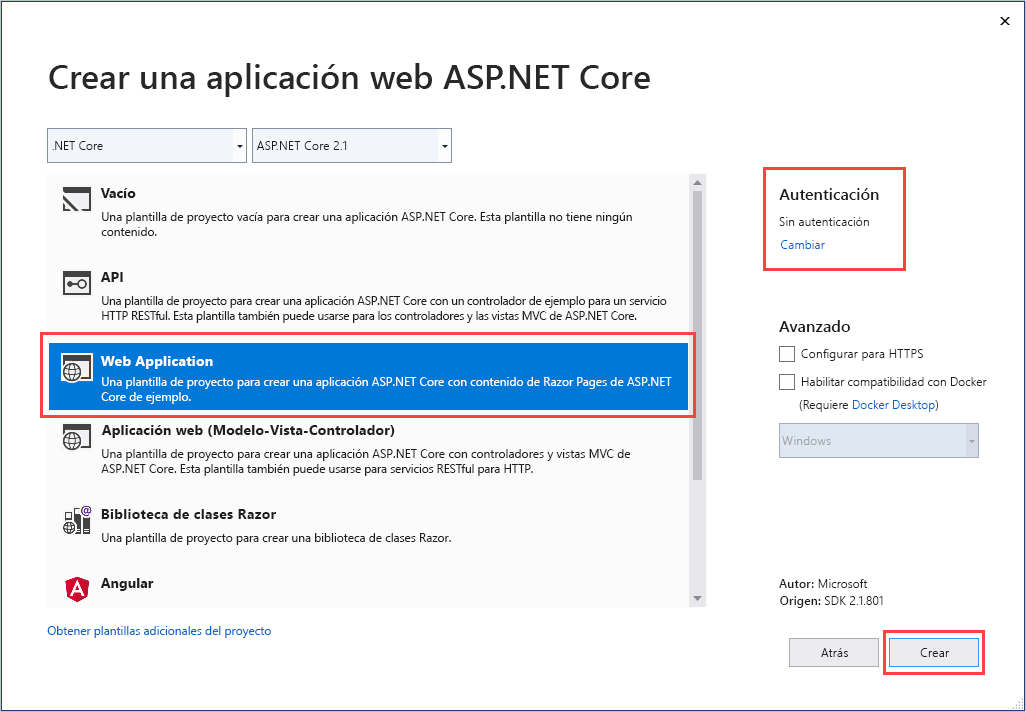 Crear una aplicación web ASP.NET Core
.NET Core
ASP.NET Core 2.1
Vacío
Una plantilla de proyecto vacía para crear una aplicación ASP.NET Core. Esta plantilla no tiene ningún
contenido.
API
Una plantilla de proyecto para crear una aplicación ASP.NET Core con un controlador de ejemplo para un servicio
HTTP RESTful. Esta plantilla también puede usarse para los controladores y las vistas MVC de ASP.NET Core.
Web Application
Una plantilla de proyecto para crear una aplicación ASP.NET Core con contenido de Razor Pages de ASP.NET
Core de ejemplo.
Aplicación web (Modelo-Vista-Controlador)
Una plantilla de proyecto para crear una aplicación ASP.NET Core con controladores y vistas MVC de
ASP.NET Core. Esta plantilla también puede usarse para servicios RESTful para HTTP.
Biblioteca de clases Razor
Una plantilla de proyecto para crear una biblioteca de clases Razor.
Angular
Obtener plantillas adicionales del proyecto
Autenticación
Sin autenticación
Cambiar
Avanzado
Configurar para HTTPS
Habilitar compatibilidad con Docker
(Requiere Docker Desktop)
Windows
Autor: Microsoft
Origen: SDK 2.1.801
Atrás
Crear